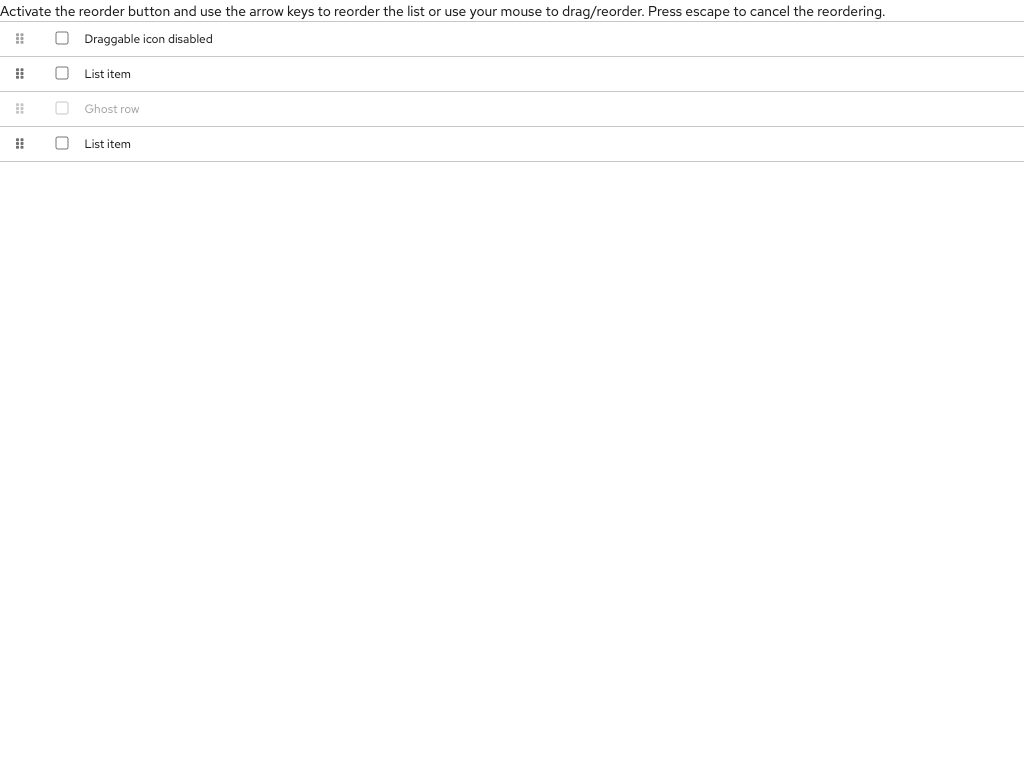 Activate the reorder button and use the arrow keys to reorder the list or use your mouse to drag/reorder. Press escape to cancel the reordering.
Draggable icon disabled
List item
Ghost row
List item